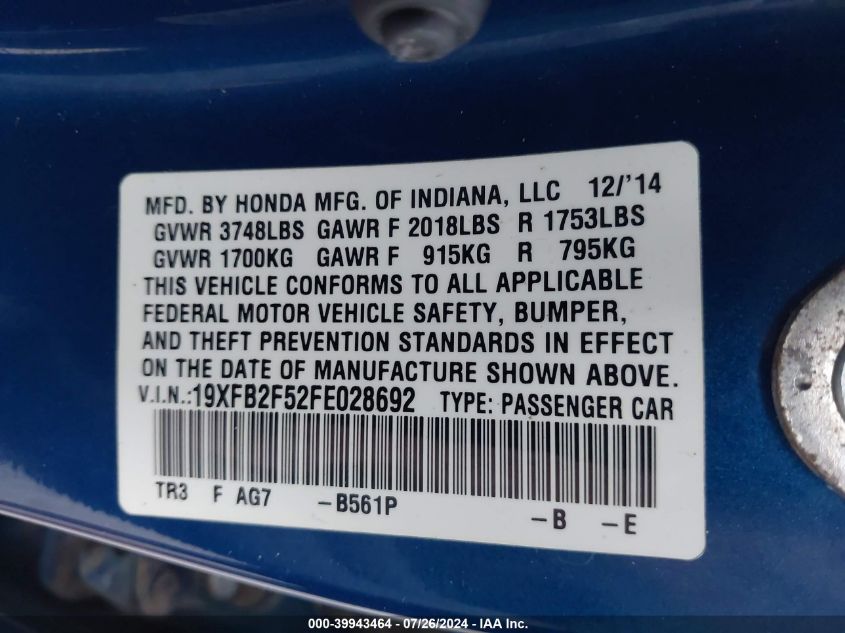 MFD. BY HONDA MFG. OF INDIANA, LLC 12/'14
GVWR 3748LBS GAWR F 2018LBS R 1753LBS
GVWR 1700KG GAWR F 915KG R 795KG
THIS VEHICLE CONFORMS TO ALL APPLICABLE
FEDERAL MOTOR VEHICLE SAFETY, BUMPER,
AND THEFT PREVENTION STANDARDS IN EFFECT
ON THE DATE OF MANUFACTURE SHOWN ABOVE.
V.I.N.:19XFB2F52FE028692 TYPE: PASSENGER CAR
TR3 F AG7 -B561P -B -E
000-39943464 - 07/26/2024 - IAA Inc.